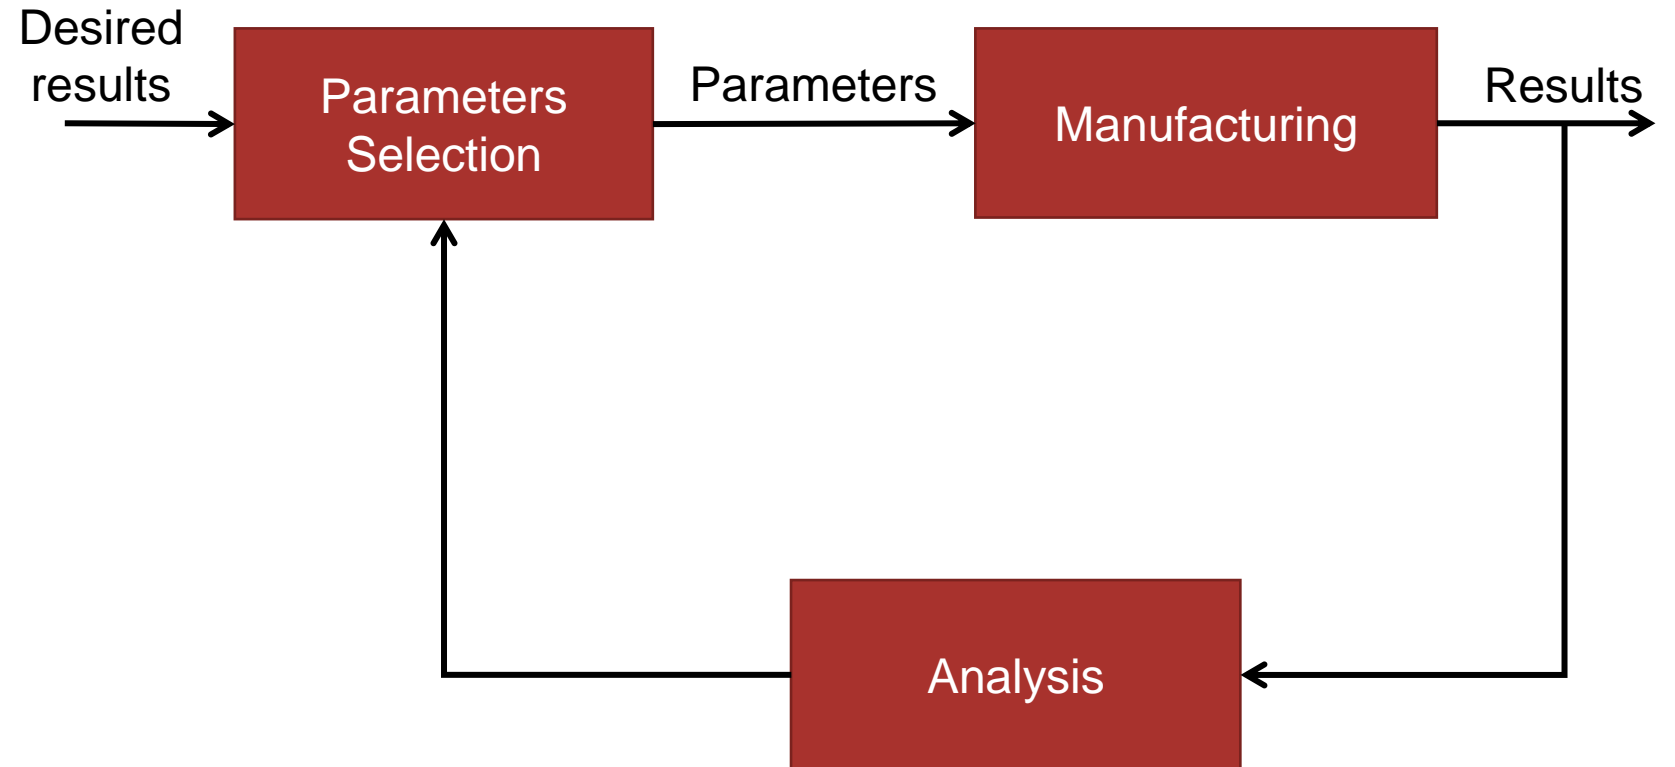 Desired
results
Parameters
Selection
Parameters
Manufacturing
Results
Analysis